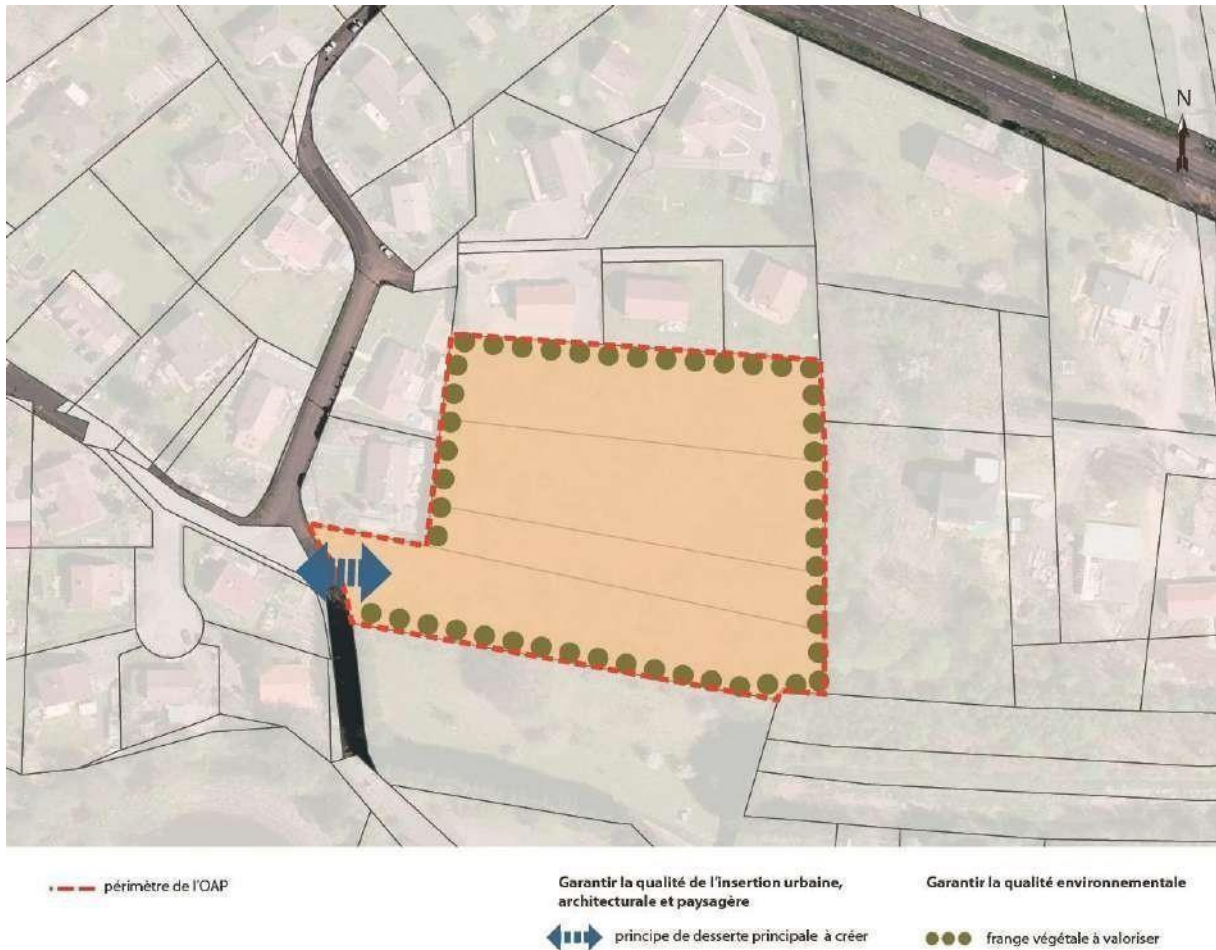 N
périmètre de l'OAP
Garantir la qualité de l'insertion urbaine,
architecturale et paysagère
principe de desserte principale à créer
Garantir la qualité environnementale
frange végétale à valoriser